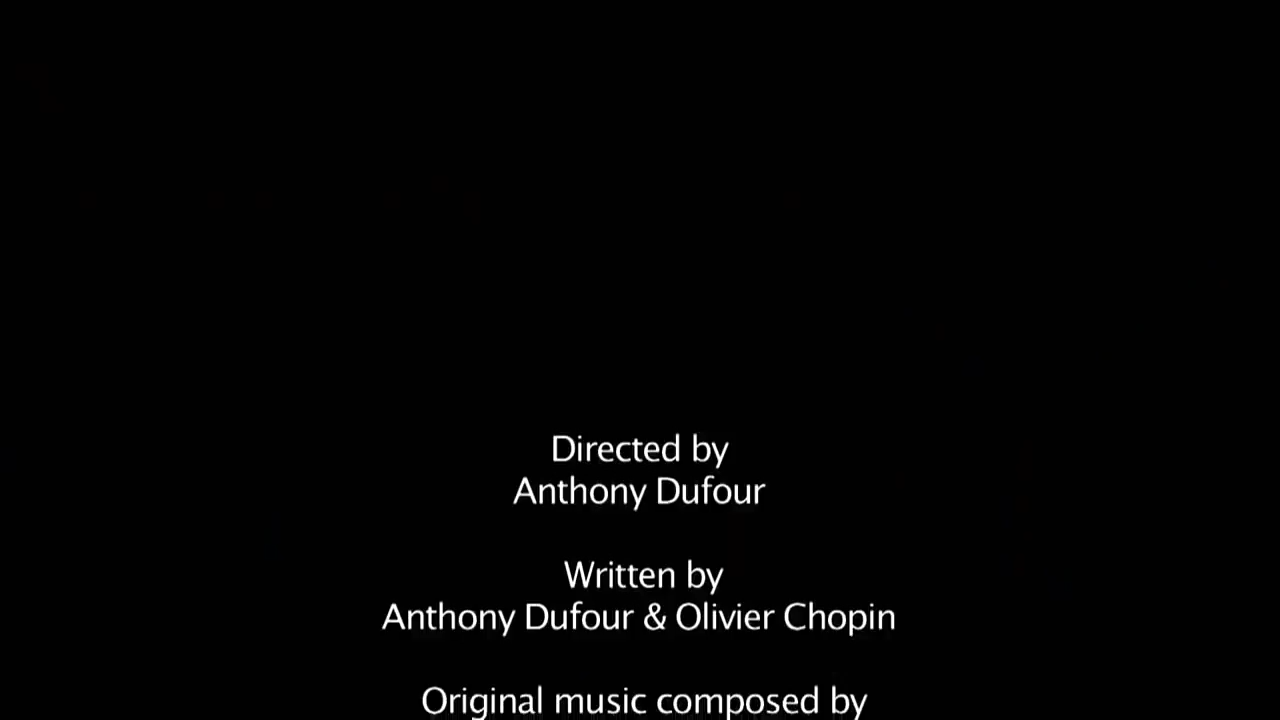 Directed by
Anthony Dufour
Written by
Anthony Dufour & Olivier Chopin
Original music composed by